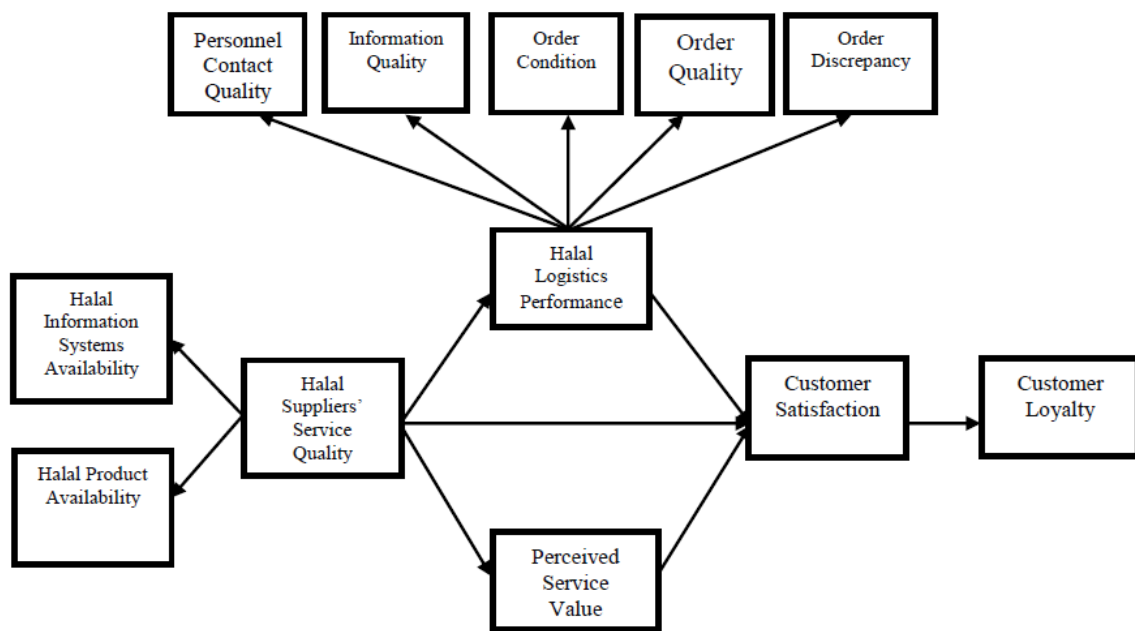 Personnel
Contact
Quality
Information
Quality
Order
Condition
Order
Quality
Order
Discrepancy
Halal
Logistics
Performance
Halal
Information
Systems
Availability
Halal
Suppliers’
Service
Quality
Customer
Satisfaction
Customer
Loyalty
Halal Product
Availability
Perceived
Service
Value